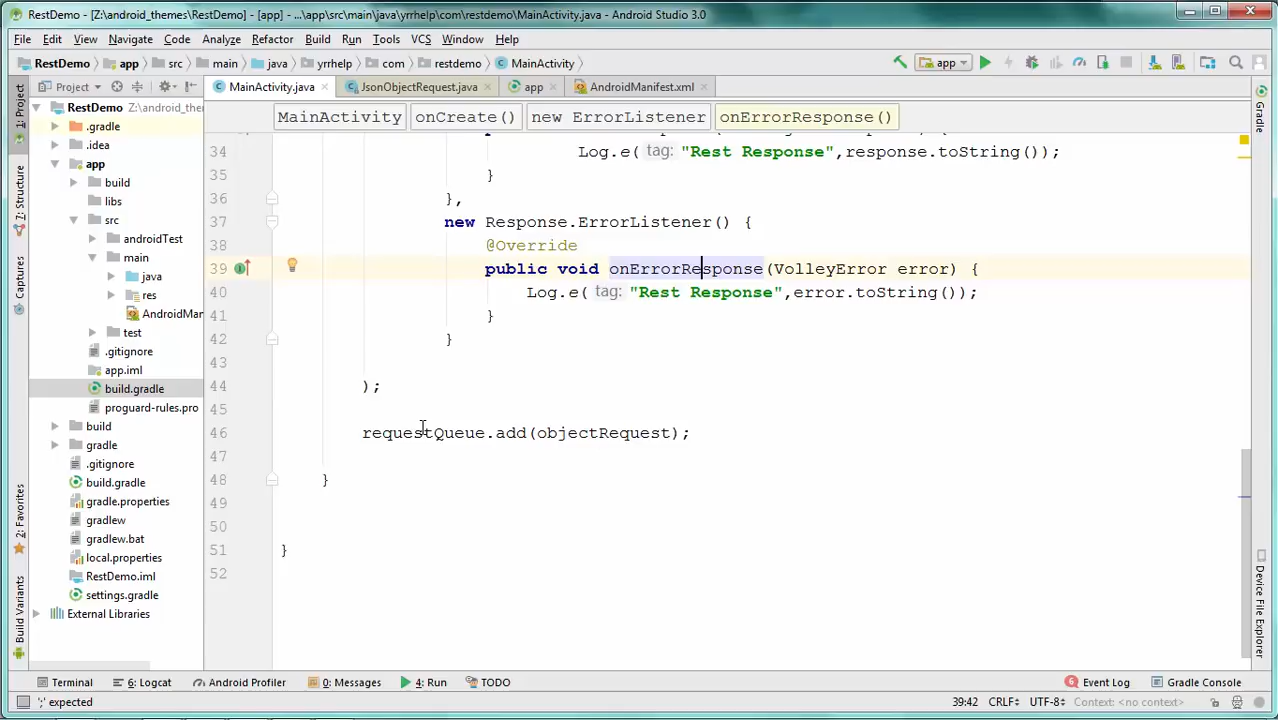 RestDemo - [Z:\android_themes\RestDemo] - [app] - ...\app\src\main\java\yrrhelp\com\restdemo\MainActivity.java - Android Studio 3.0
File Edit View Navigate Code Analyze Refactor Build Run Tools VCS Window Help
RestDemo app src main java yrrhelp com restdemo MainActivity app
1: Project Project MainActivity.java JsonObjectRequest.java app AndroidManifest.xml Gradle
MainActivity onCreate() new ErrorListener onErrorResponse()
RestDemo Z:\android_the
.gradle
.idea
app
build
libs
src
androidTest
main
java
res
AndroidMan
test
.gitignore
app.iml
build.gradle
proguard-rules.pro
build
gradle
.gitignore
build.gradle
gradle.properties
gradlew
gradlew.bat
local.properties
RestDemo.iml
settings.gradle
External Libraries
7: Structure
Captures
2: Favorites
Build Variants
34 Log.e( tag: "Rest Response",response.toString());
35 }
36 },
37 new Response.ErrorListener() {
38 @Override
39 public void onErrorResponse(VolleyError error) {
40 Log.e( tag: "Rest Response",error.toString());
41 }
42 }
43
44 );
45
46 requestQueue.add(objectRequest);
47
48 }
49
50
51 }
52
Device File Explorer
Terminal 6: Logcat Android Profiler 0: Messages 4: Run TODO Event Log Gradle Console
';' expected 39:42 CRLF÷ UTF-8÷ Context: <no context>